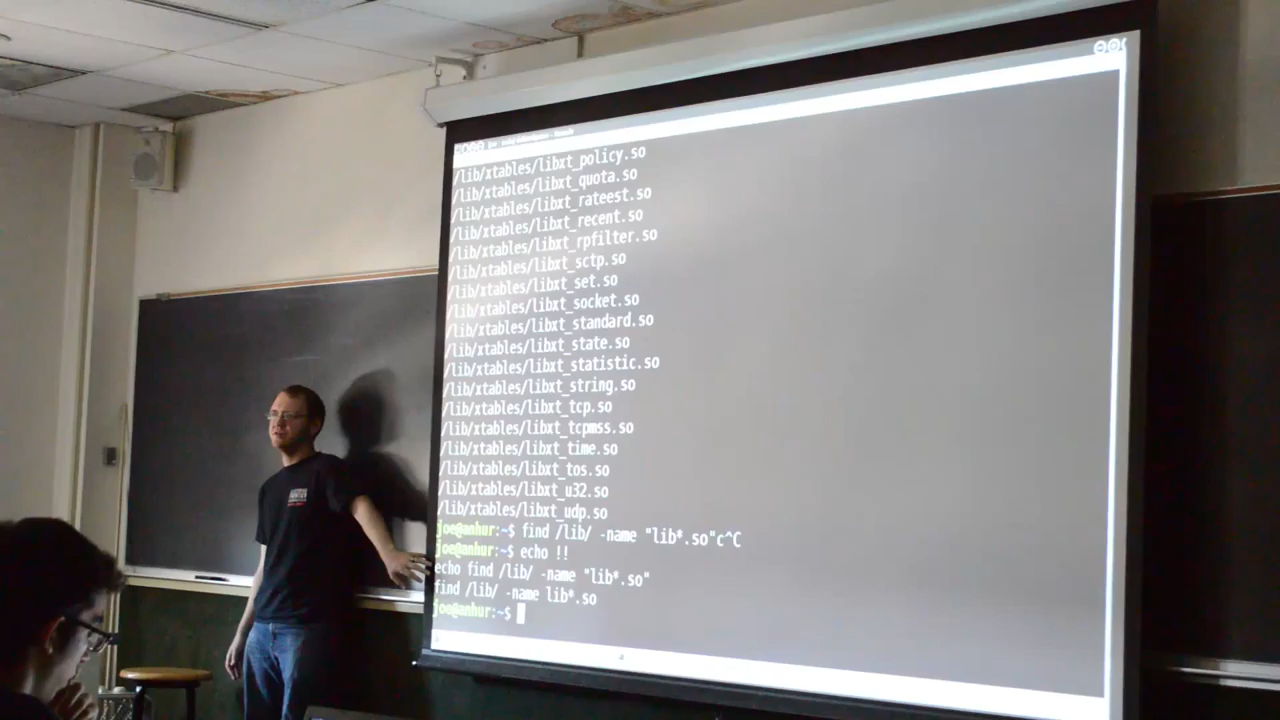 /lib/xtables/libxt_policy.so
/lib/xtables/libxt_quota.so
/lib/xtables/libxt_rateest.so
/lib/xtables/libxt_recent.so
/lib/xtables/libxt_rpfilter.so
/lib/xtables/libxt_sctp.so
/lib/xtables/libxt_set.so
/lib/xtables/libxt_socket.so
/lib/xtables/libxt_standard.so
/lib/xtables/libxt_state.so
/lib/xtables/libxt_statistic.so
/lib/xtables/libxt_string.so
/lib/xtables/libxt_tcp.so
/lib/xtables/libxt_tcpmss.so
/lib/xtables/libxt_time.so
/lib/xtables/libxt_tos.so
/lib/xtables/libxt_u32.so
/lib/xtables/libxt_udp.so
joe@anhur:~$ find /lib/ -name "lib*.so"c^C
joe@anhur:~$ echo !!
echo find /lib/ -name "lib*.so"
find /lib/ -name lib*.so
joe@anhur:~$